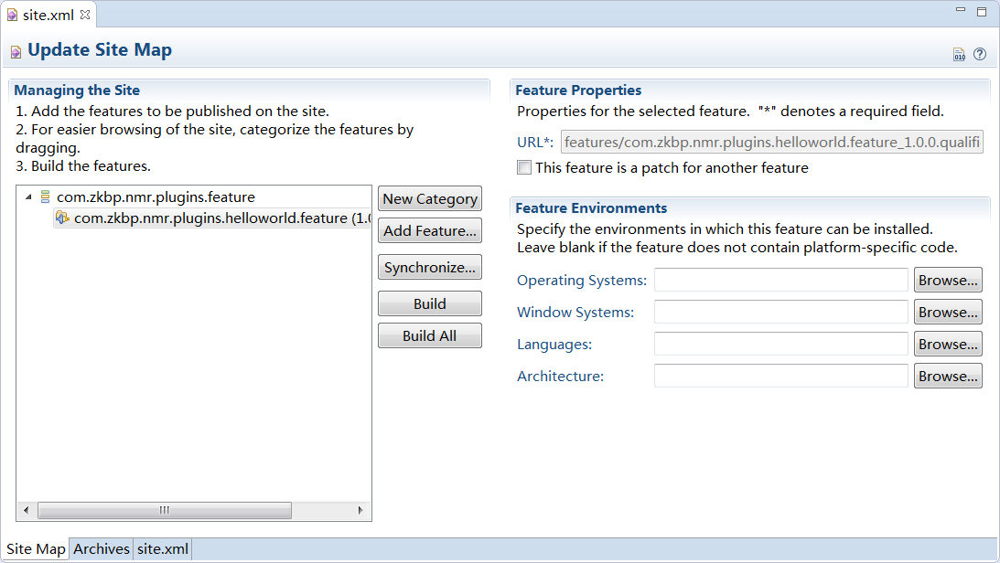 site.xml
Update Site Map
Managing the Site
1. Add the features to be published on the site.
2. For easier browsing of the site, categorize the features by
dragging.
3. Build the features.
com.zkbp.nmr.plugins.feature
com.zkbp.nmr.plugins.helloworld.feature (1.0
New Category
Add Feature...
Synchronize...
Build
Build All
Feature Properties
Properties for the selected feature.  "*" denotes a required field.
URL*: features/com.zkbp.nmr.plugins.helloworld.feature_1.0.0.qualifi
This feature is a patch for another feature
Feature Environments
Specify the environments in which this feature can be installed.
Leave blank if the feature does not contain platform-specific code.
Operating Systems: Browse...
Window Systems: Browse...
Languages: Browse...
Architecture: Browse...
Site Map Archives site.xml